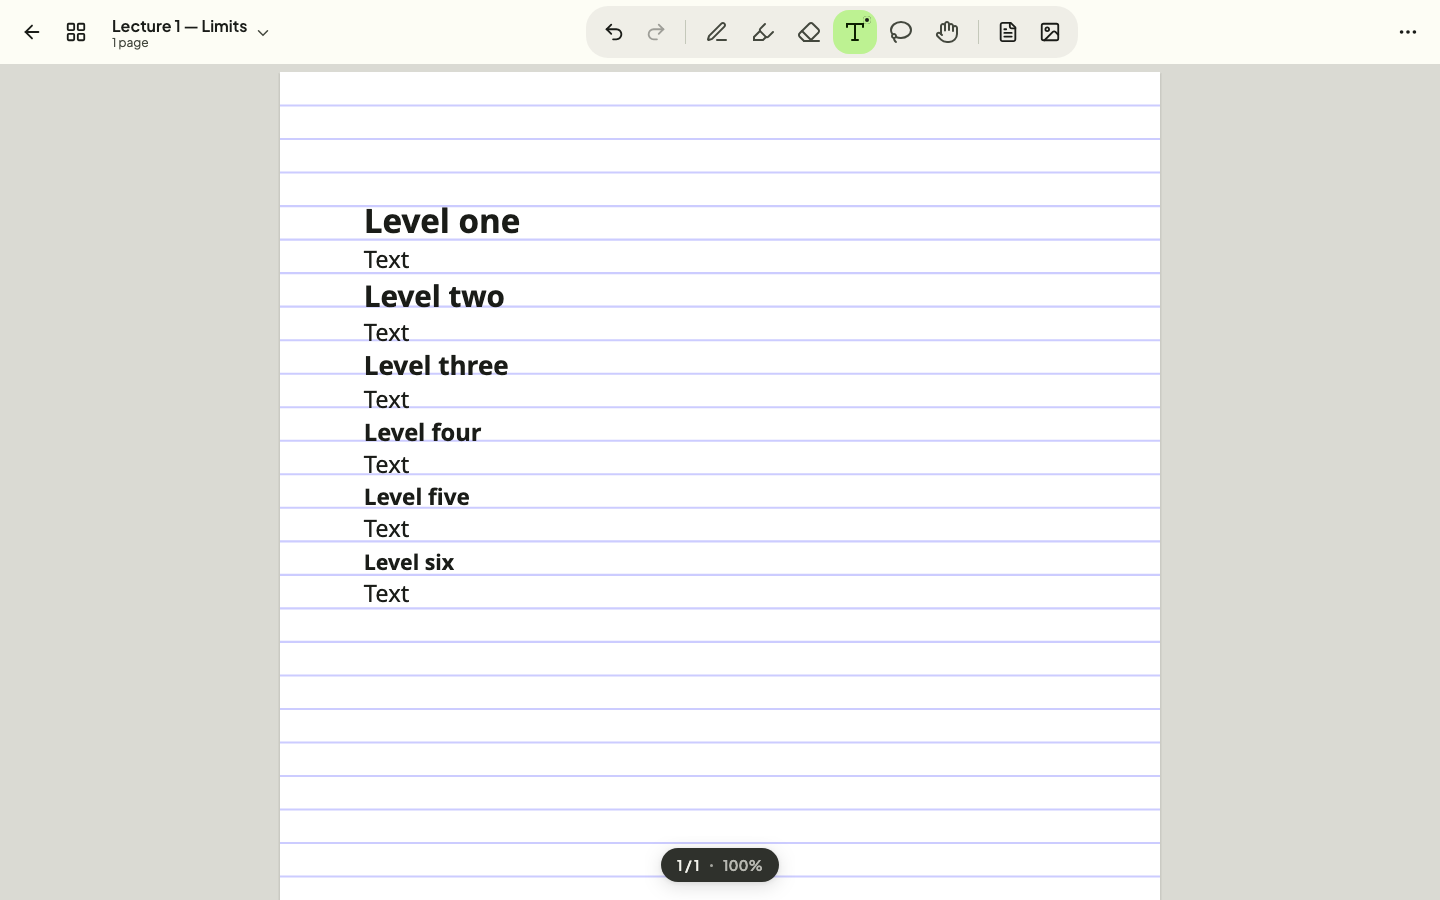 Lecture 1 — Limits
1 page
Level one
Text
Level two
Text
Level three
Text
Level four
Text
Level five
Text
Level six
Text
1 / 1 · 100%